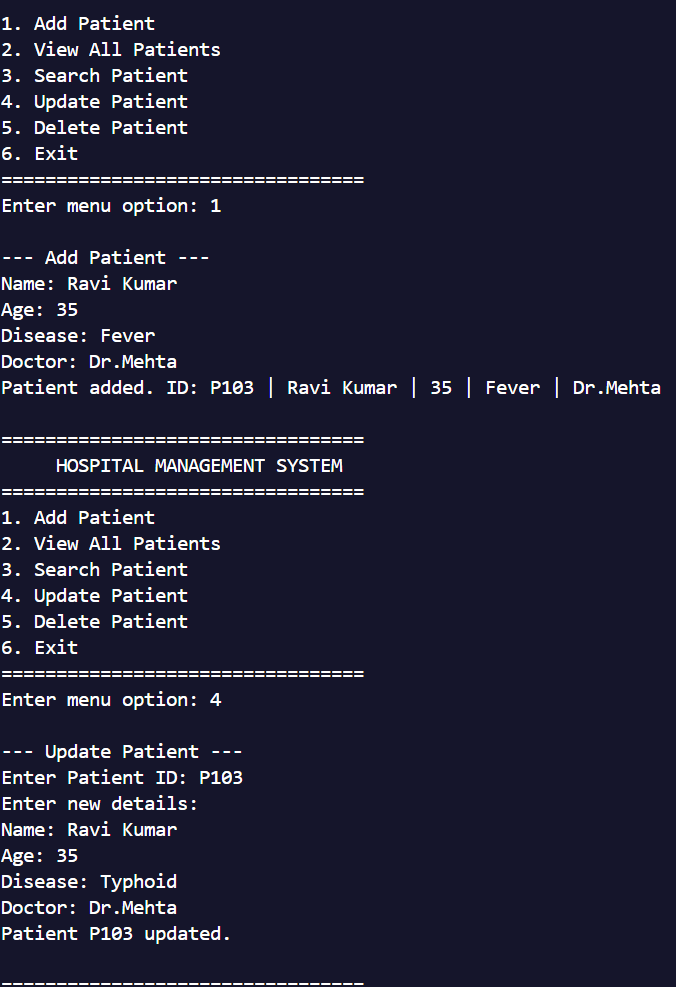 1. Add Patient
2. View All Patients
3. Search Patient
4. Update Patient
5. Delete Patient
6. Exit
=================================
Enter menu option: 1

--- Add Patient ---
Name: Ravi Kumar
Age: 35
Disease: Fever
Doctor: Dr.Mehta
Patient added. ID: P103 | Ravi Kumar | 35 | Fever | Dr.Mehta

=================================
     HOSPITAL MANAGEMENT SYSTEM
=================================
1. Add Patient
2. View All Patients
3. Search Patient
4. Update Patient
5. Delete Patient
6. Exit
=================================
Enter menu option: 4

--- Update Patient ---
Enter Patient ID: P103
Enter new details:
Name: Ravi Kumar
Age: 35
Disease: Typhoid
Doctor: Dr.Mehta
Patient P103 updated.

=================================